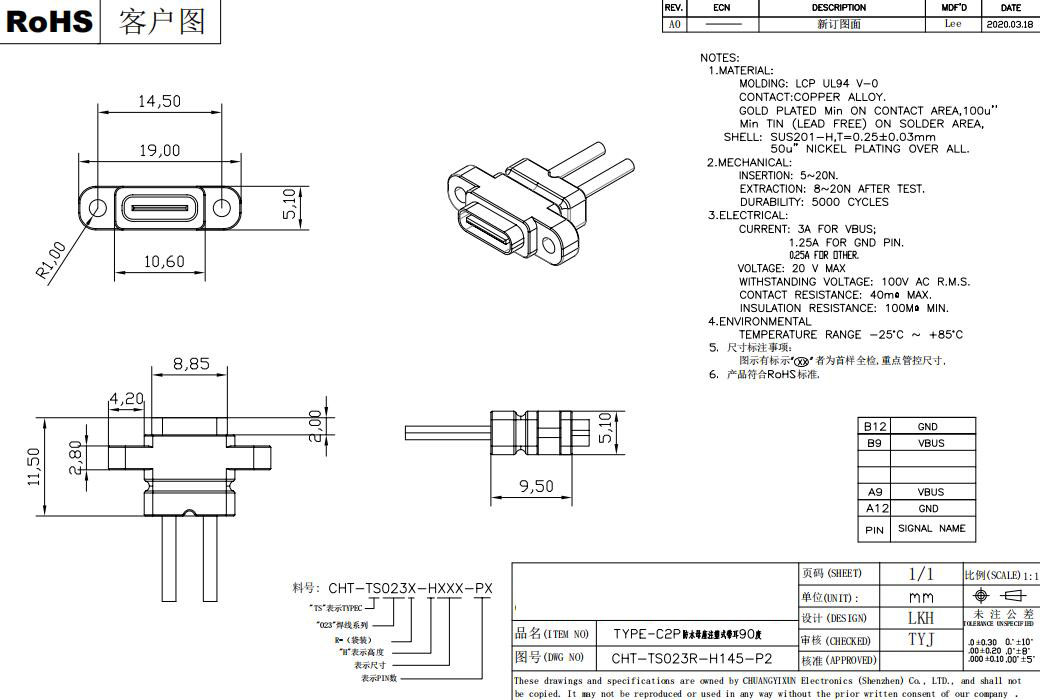 RoHS 客户图
REV. ECN DESCRIPTION MDF'D DATE
A0 新订图面 Lee 2020.03.18
NOTES:
1.MATERIAL:
MOLDING: LCP UL94 V-0
CONTACT:COPPER ALLOY.
GOLD PLATED Min ON CONTACT AREA,100u"
Min TIN (LEAD FREE) ON SOLDER AREA,
SHELL: SUS201-H,T=0.25±0.03mm
50u" NICKEL PLATING OVER ALL.
2.MECHANICAL:
INSERTION: 5~20N.
EXTRACTION: 8~20N AFTER TEST.
DURABILITY: 5000 CYCLES
3.ELECTRICAL:
CURRENT: 3A FOR VBUS;
1.25A FOR GND PIN.
0.25A FOR OTHER.
VOLTAGE: 20 V MAX
WITHSTANDING VOLTAGE: 100V AC R.M.S.
CONTACT RESISTANCE: 40mΩ MAX.
INSULATION RESISTANCE: 100MΩ MIN.
4.ENVIRONMENTAL
TEMPERATURE RANGE -25°C ~ +85°C
5. 尺寸标注事项:
图示有标示"XX"者为首样全检,重点管控尺寸.
6. 产品符合RoHS标准.
14,50
19,00
5,10
R1,00
10,60
8,85
4,20
2,00
2,80
11,50
5,10
9,50
B12 GND
B9 VBUS
A9 VBUS
A12 GND
PIN SIGNAL NAME
料号: CHT-TS023X-HXXX-PX
"TS"表示TYPEC
"023"焊线系列
R-(袋装)
"H"表示高度
表示尺寸
表示PIN数
页码(SHEET) 1/1 比例(SCALE) 1:1
单位(UNIT): mm
设计(DESIGN) LKH 未注公差
TOLERANCE UNSPECIFIED
品名(ITEM NO) TYPE-C2P防水母座注塑式带耳90度 审核(CHECKED) TYJ
.0±0.30 0.°±10°
.00±0.20 .0°±8°
.000±0.10 .00°±5°
图号(DWG NO) CHT-TS023R-H145-P2 核准(APPROVED)
These drawings and specifications are owned by CHUANGYIXUN Electronics (Shenzhen) Co., LTD., and shall not
be copied. It may not be reproduced or used in any way without the prior written consent of our company .